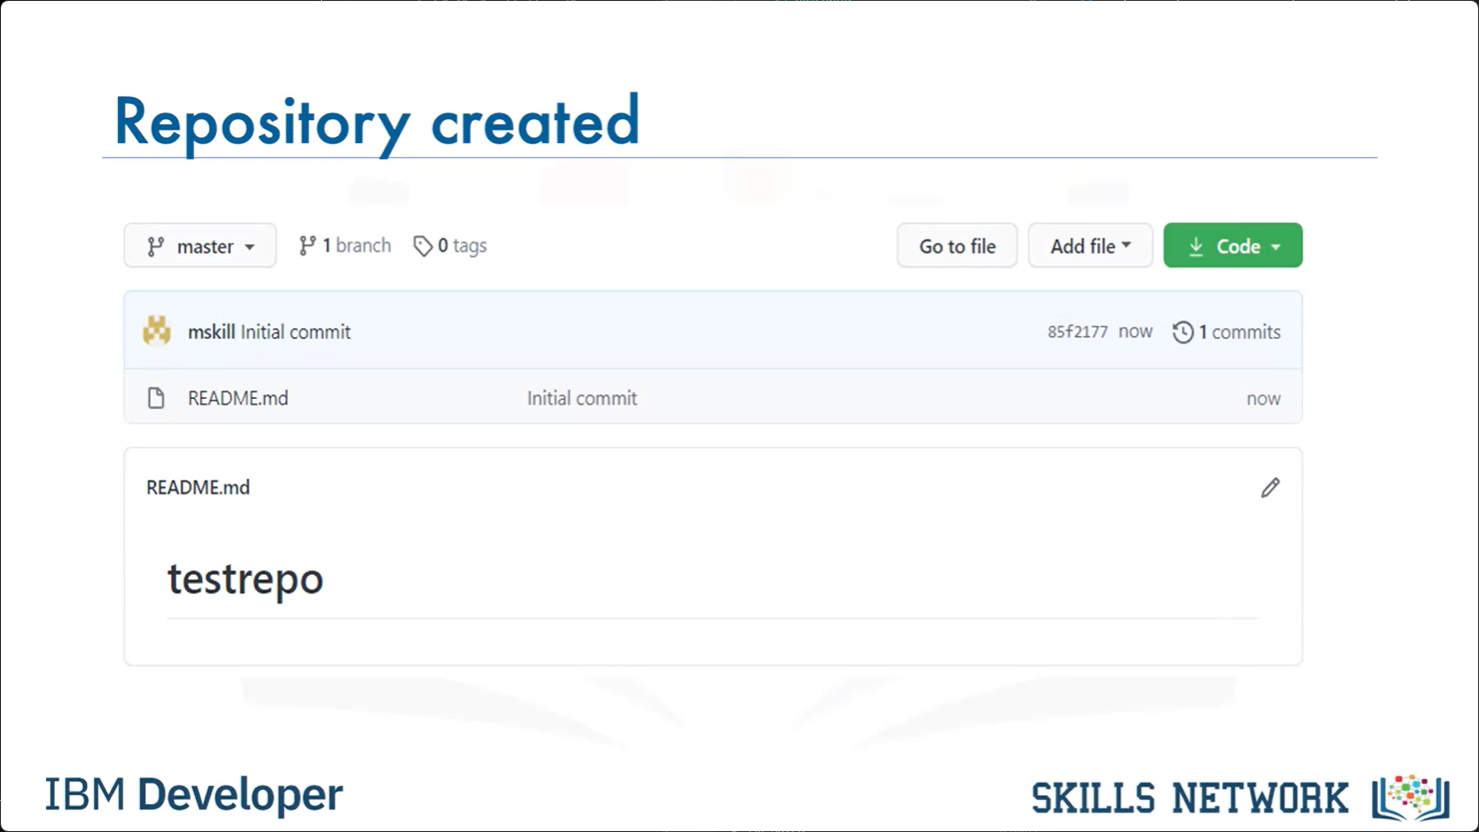 Repository created
master 1 branch 0 tags Go to file Add file Code
mskill Initial commit 85f2177 now 1 commits
README.md Initial commit now
README.md
testrepo
IBM Developer SKILLS NETWORK